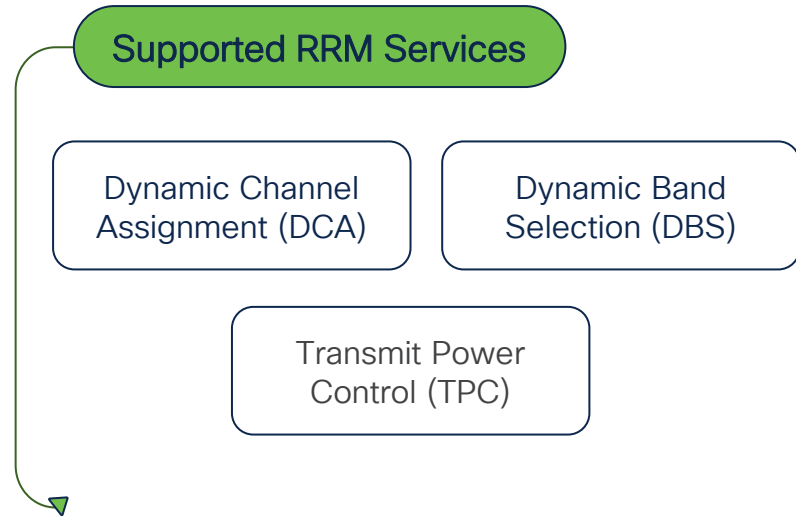 Supported RRM Services
Dynamic Channel
Assignment (DCA)
Dynamic Band
Selection (DBS)
Transmit Power
Control (TPC)